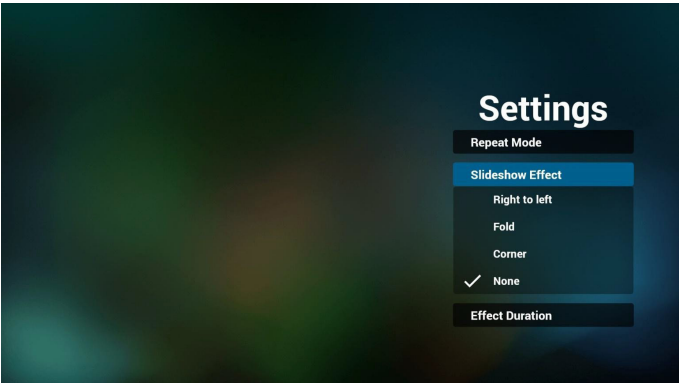 Settings
Repeat Mode
Slideshow Effect
Right to left
Fold
Corner
None
Effect Duration